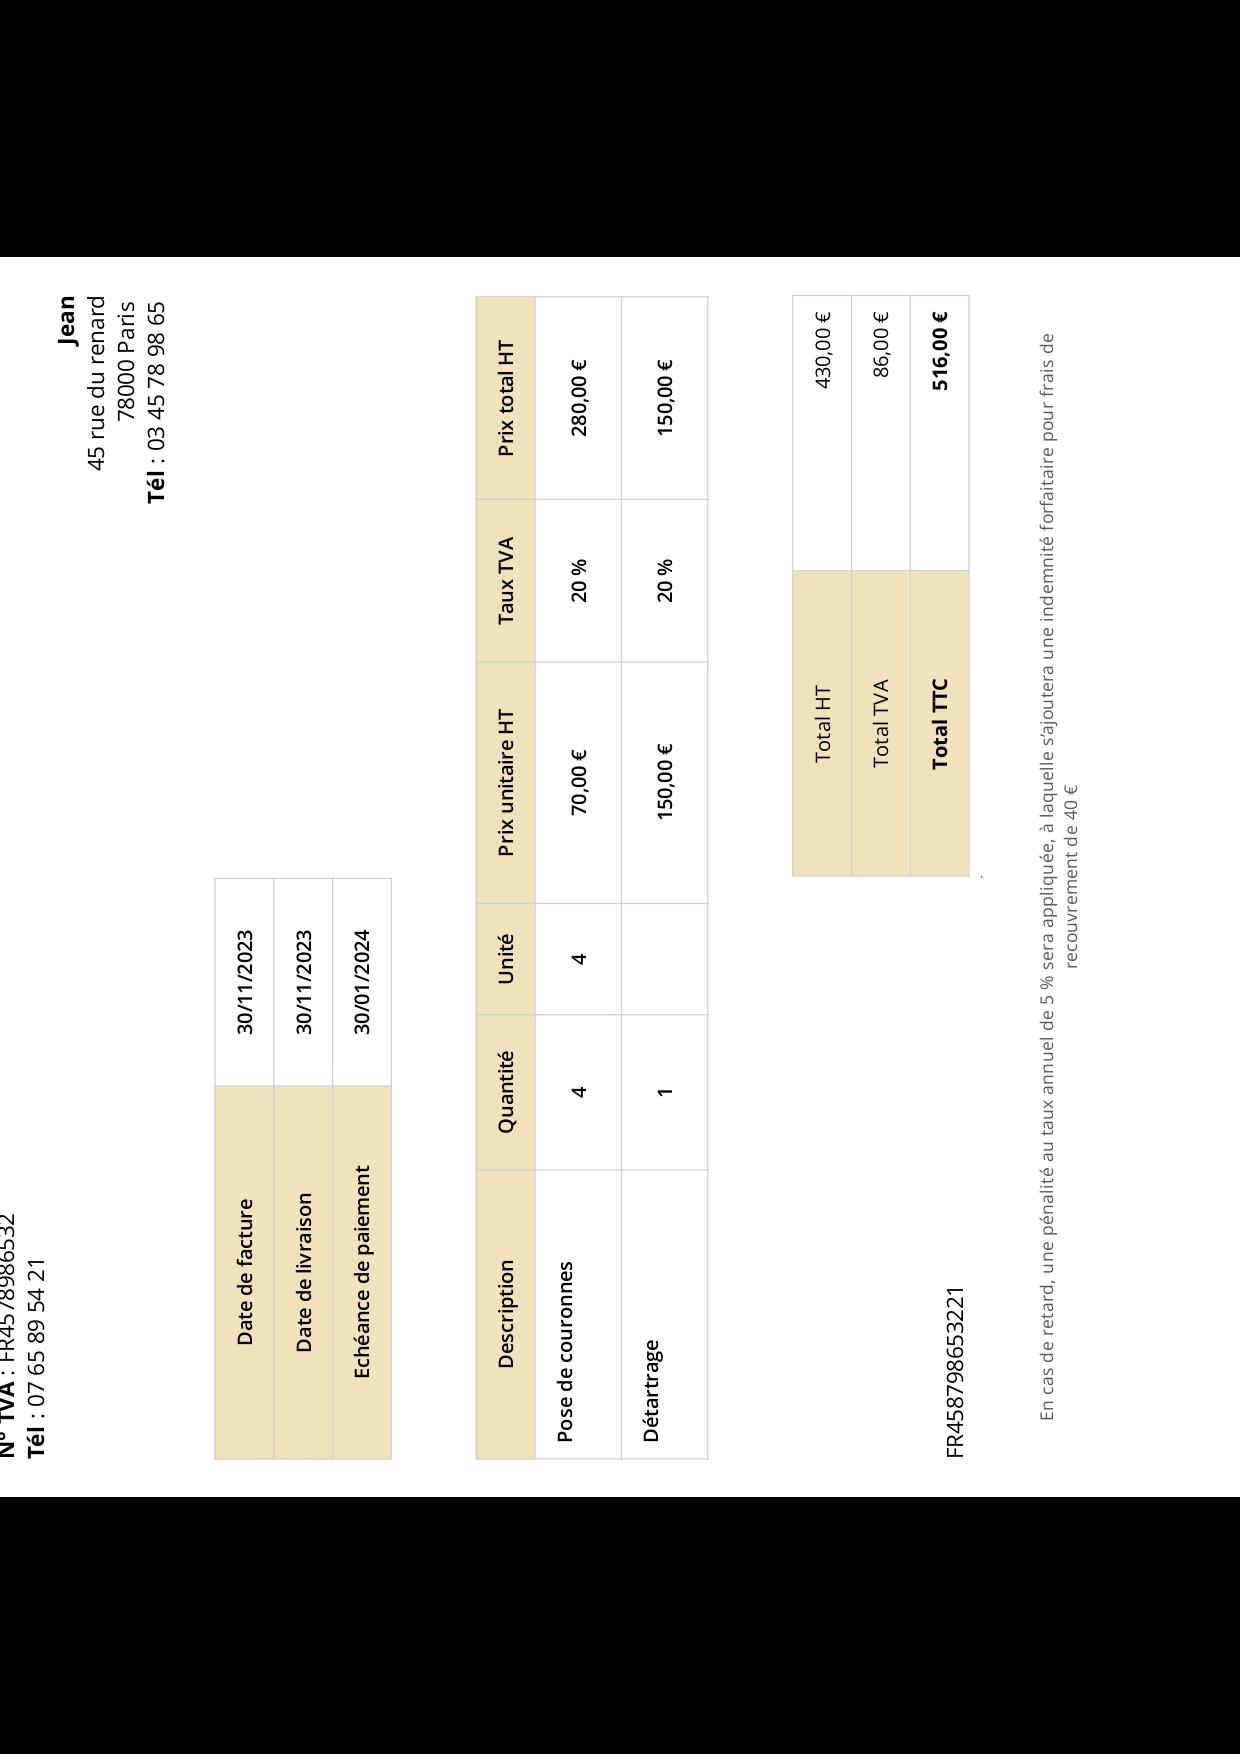 N° TVA : FR4578986532
Tél : 07 65 89 54 21
Jean
45 rue du renard
78000 Paris
Tél : 03 45 78 98 65
Date de facture 30/11/2023
Date de livraison 30/11/2023
Echéance de paiement 30/01/2024
Description Quantité Unité Prix unitaire HT Taux TVA Prix total HT
Pose de couronnes 4 4 70,00 € 20 % 280,00 €
Détartrage 1 150,00 € 20 % 150,00 €
Total HT 430,00 €
Total TVA 86,00 €
Total TTC 516,00 €
FR458798653221
En cas de retard, une pénalité au taux annuel de 5 % sera appliquée, à laquelle s'ajoutera une indemnité forfaitaire pour frais de
recouvrement de 40 €